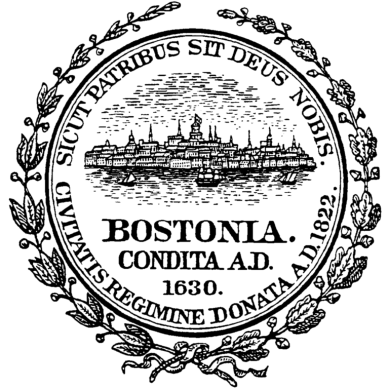 SICUT PATRIBUS SIT DEUS NOBIS.
BOSTONIA.
CONDITA A.D.
1630.
CIVITATIS REGIMINE DONATA A.D. 1822.